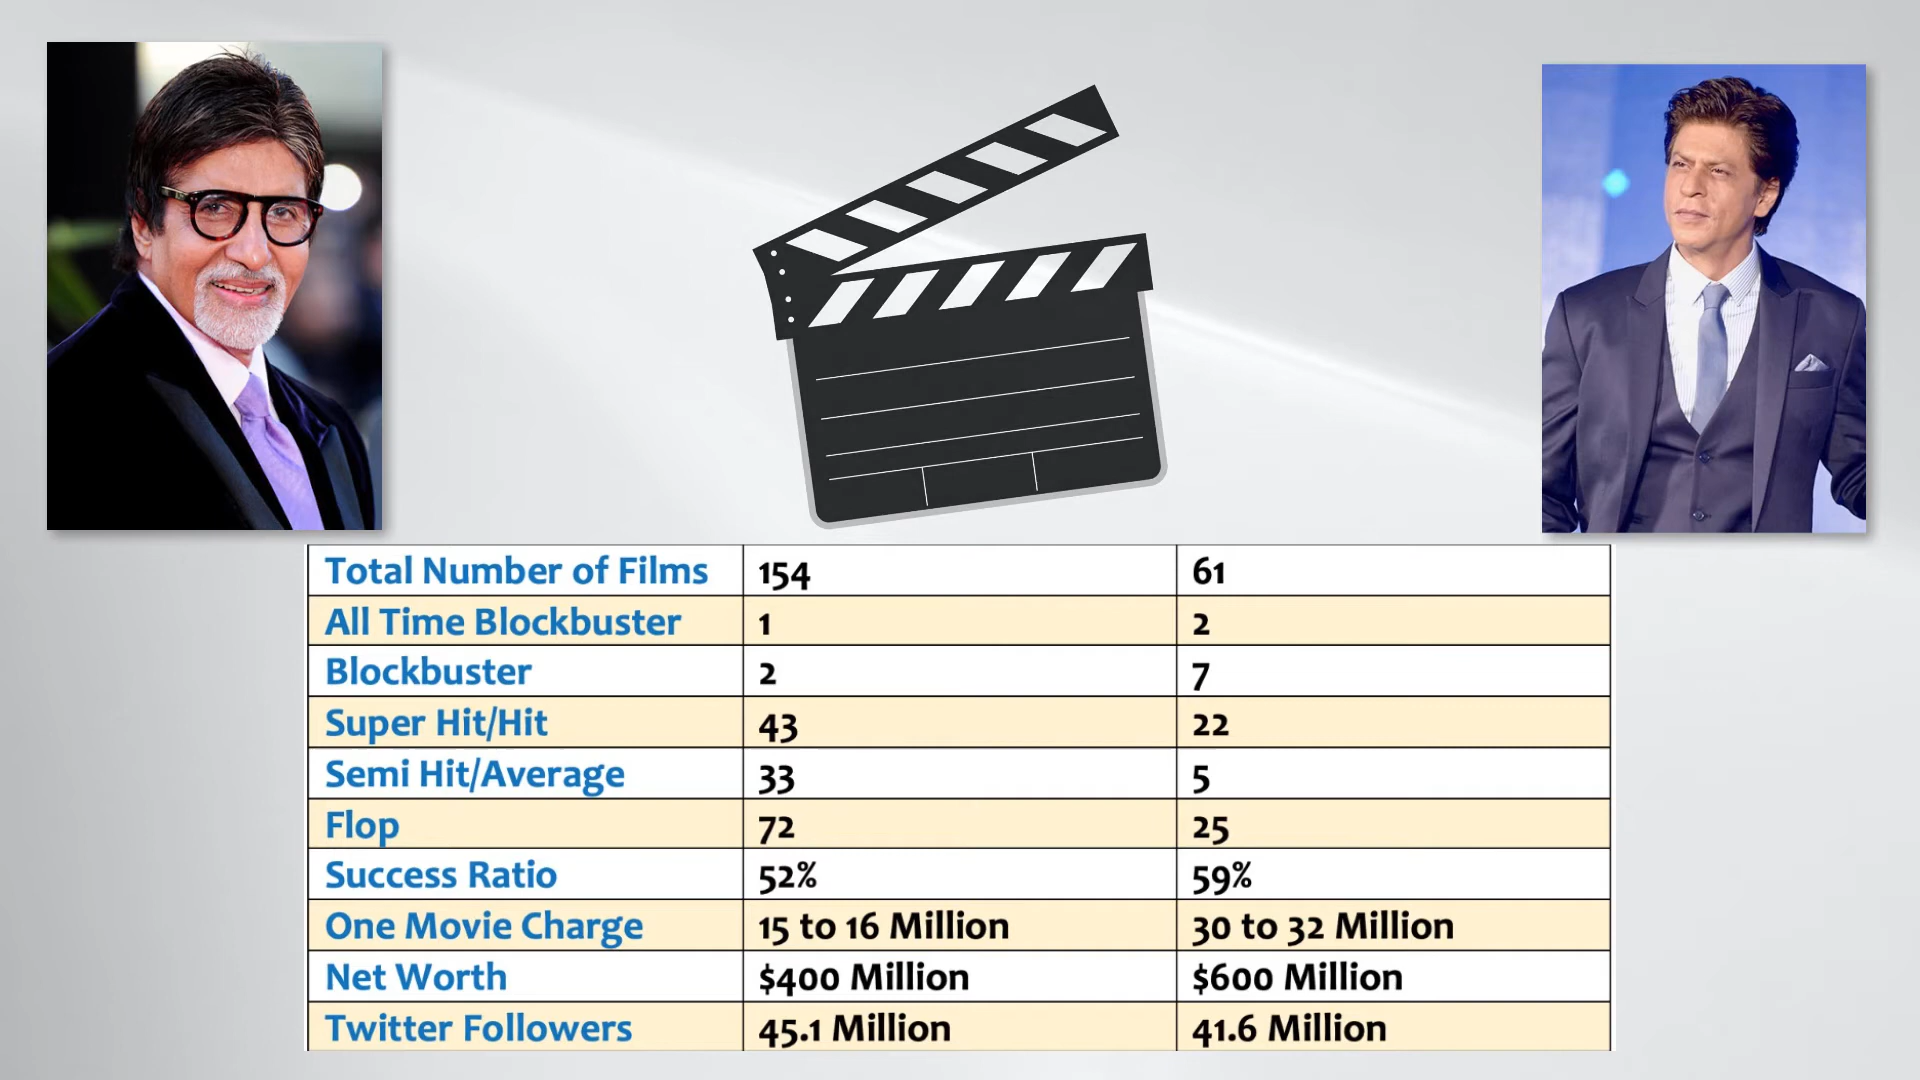 Total Number of Films 154 61
All Time Blockbuster 1 2
Blockbuster 2 7
Super Hit/Hit 43 22
Semi Hit/Average 33 5
Flop 72 25
Success Ratio 52% 59%
One Movie Charge 15 to 16 Million 30 to 32 Million
Net Worth $400 Million $600 Million
Twitter Followers 45.1 Million 41.6 Million